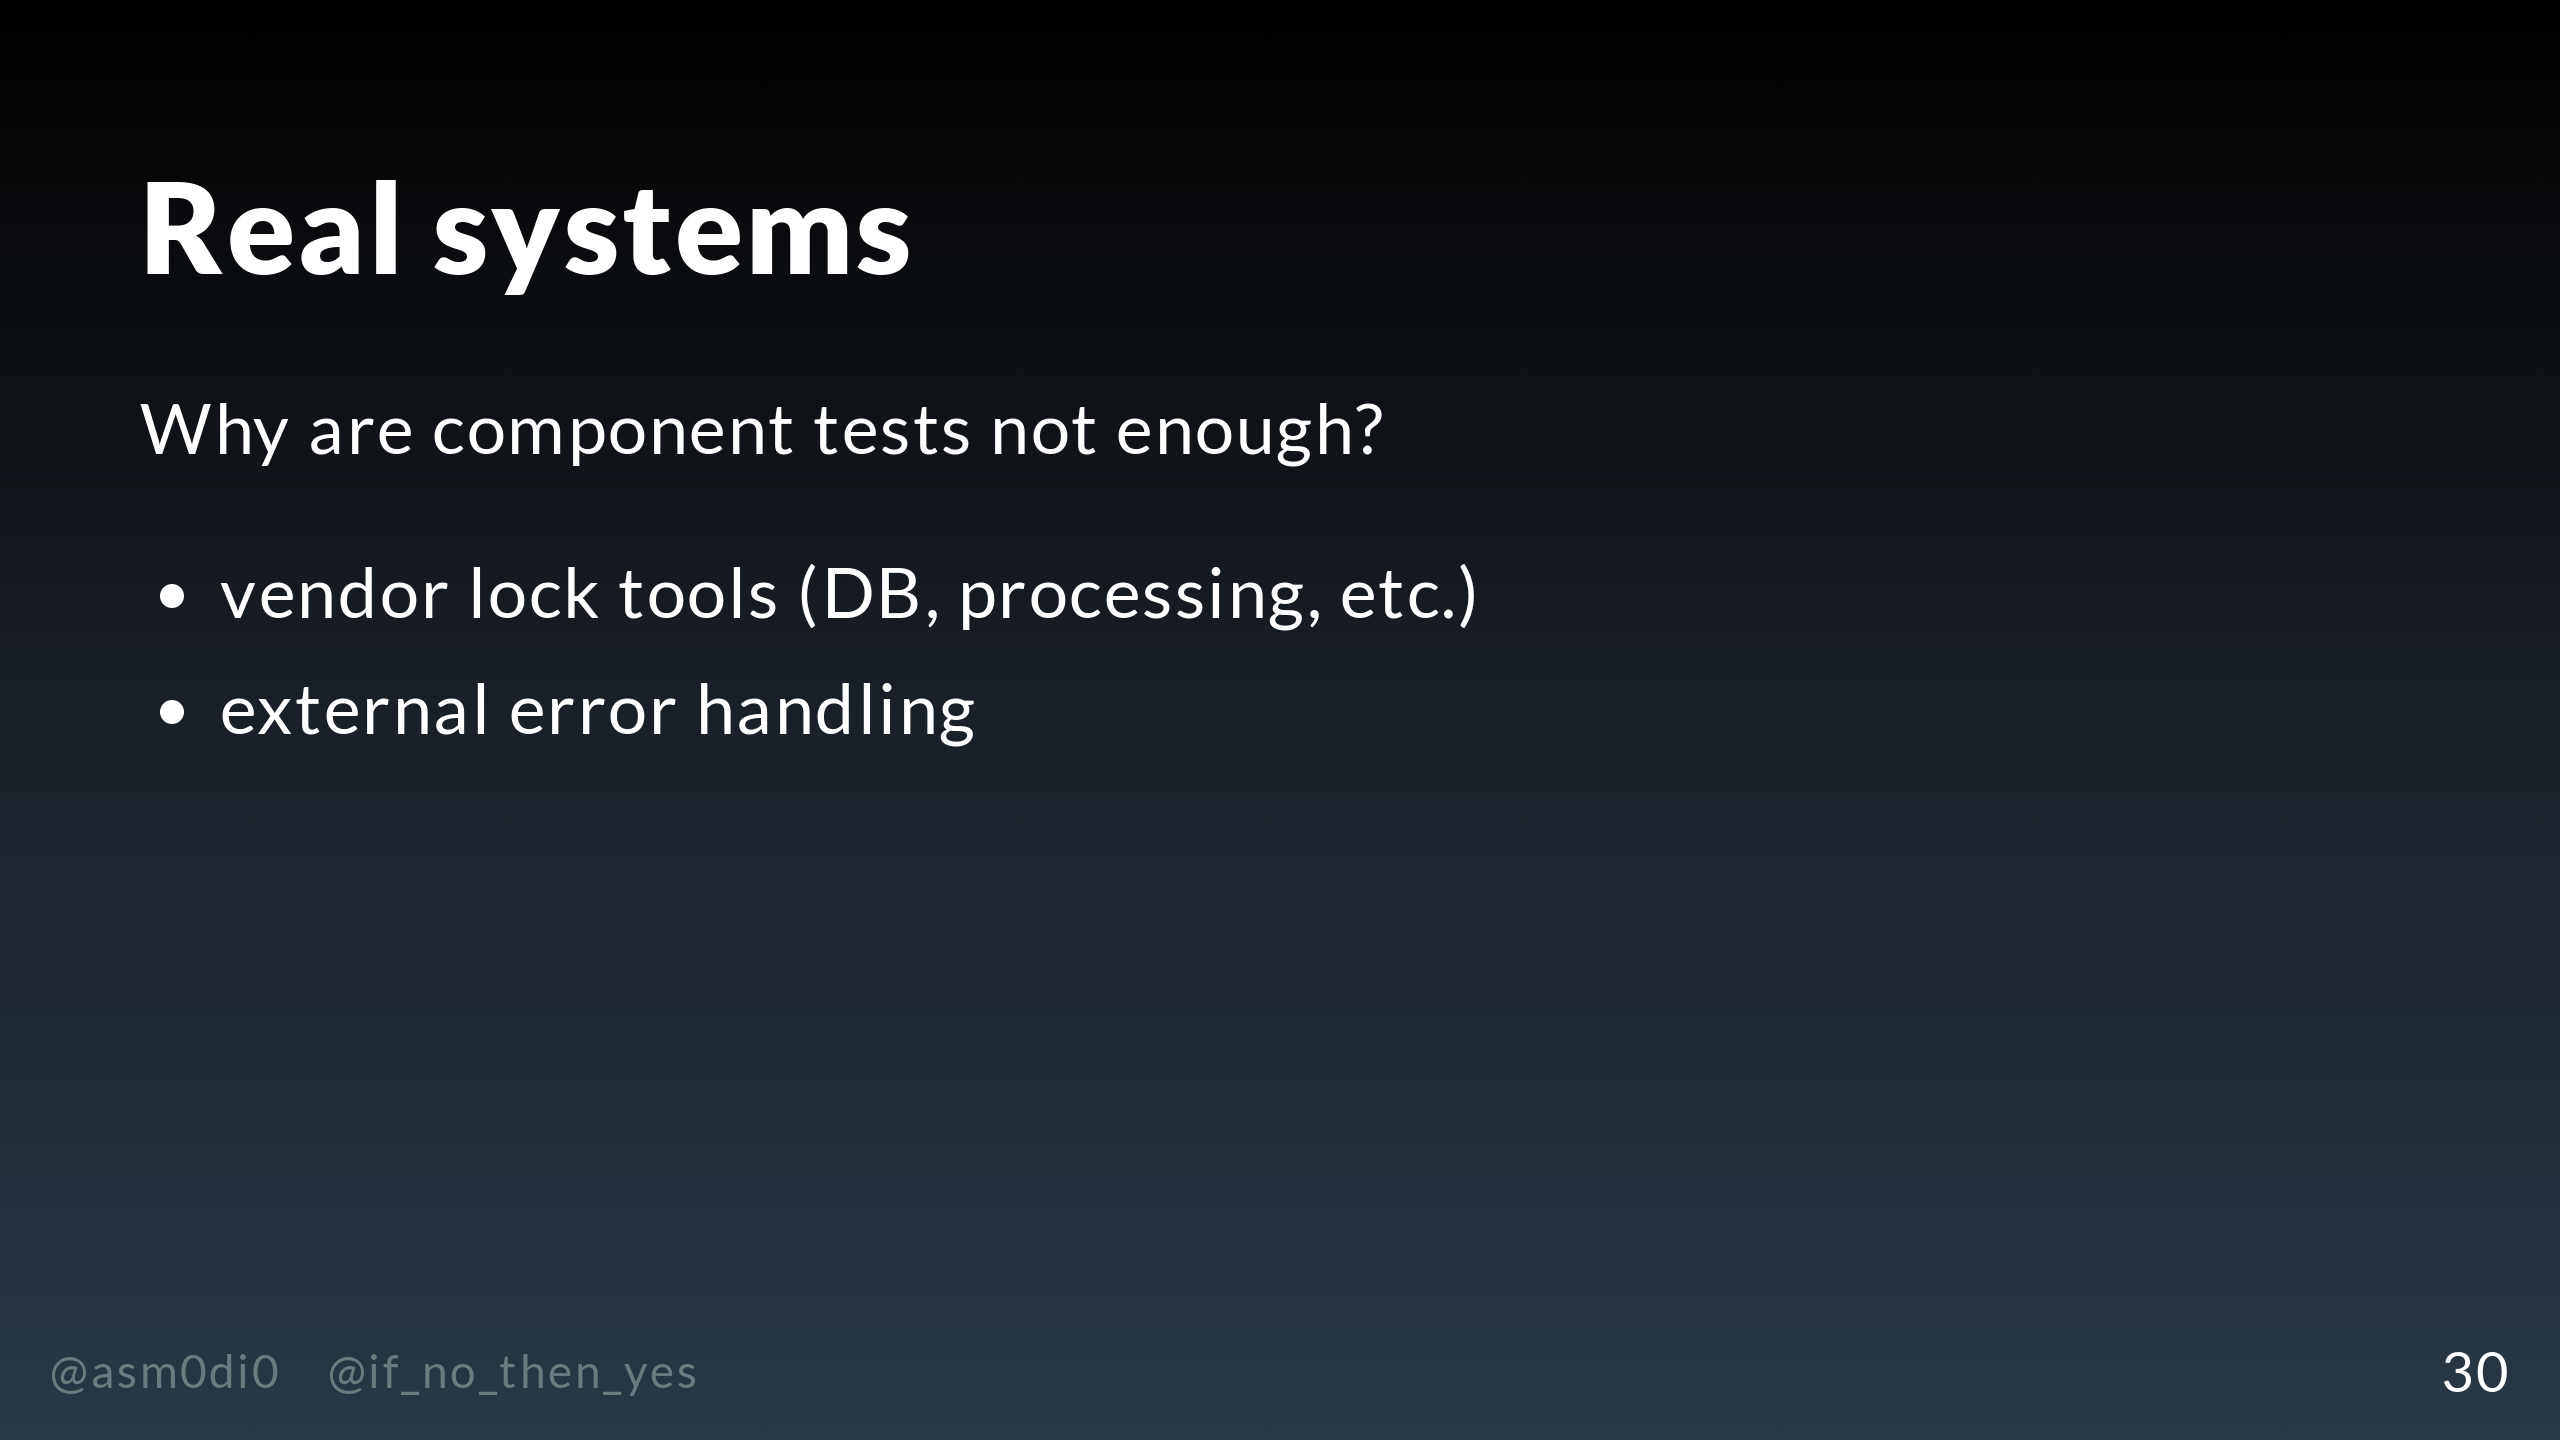 Real systems
Why are component tests not enough?
• vendor lock tools (DB, processing, etc.)
• external error handling
@asm0di0 @if_no_then_yes
30